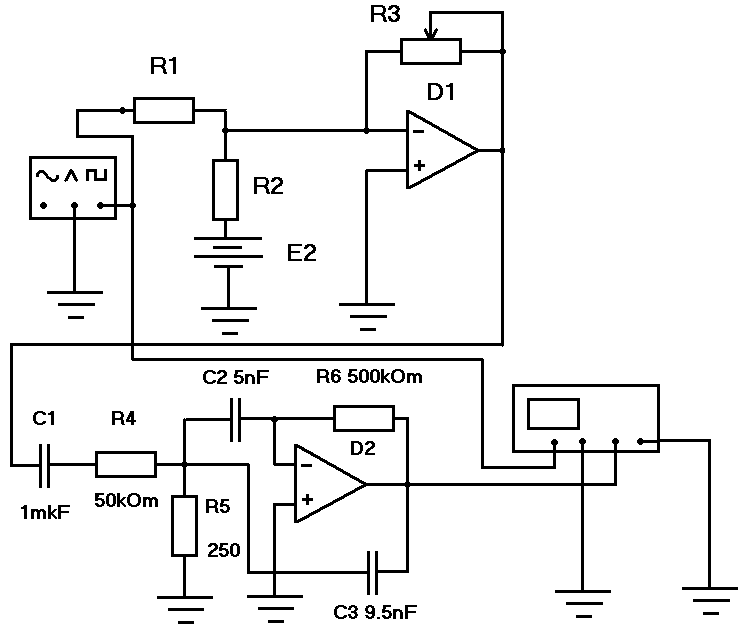 R3
R1
D1
−
+
R2
E2
C2 5nF
R6 500kOm
C1
R4
D2
−
+
50kOm
R5
1mkF
250
C3 9.5nF